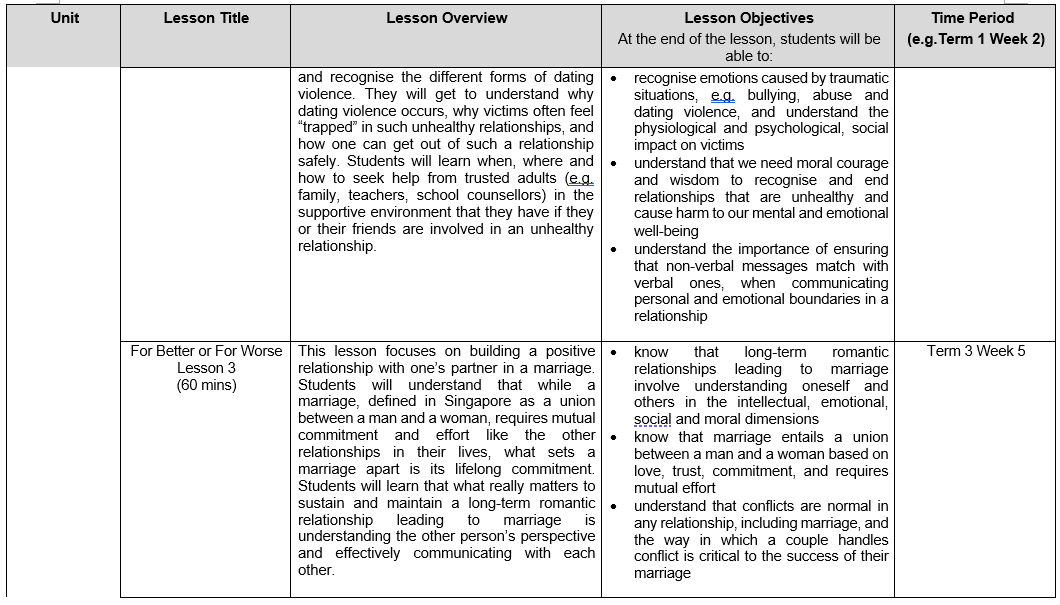 Unit
Lesson Title
Lesson Overview
Lesson Objectives
At the end of the lesson, students will be
able to:
Time Period
(e.g.Term 1 Week 2)
and recognise the different forms of dating
violence. They will get to understand why
dating violence occurs, why victims often feel
“trapped” in such unhealthy relationships, and
how one can get out of such a relationship
safely. Students will learn when, where and
how to seek help from trusted adults (e.g.
family, teachers, school counsellors) in the
supportive environment that they have if they
or their friends are involved in an unhealthy
relationship.
• recognise emotions caused by traumatic
situations, e.g. bullying, abuse and
dating violence, and understand the
physiological and psychological, social
impact on victims
• understand that we need moral courage
and wisdom to recognise and end
relationships that are unhealthy and
cause harm to our mental and emotional
well-being
• understand the importance of ensuring
that non-verbal messages match with
verbal ones, when communicating
personal and emotional boundaries in a
relationship
For Better or For Worse
Lesson 3
(60 mins)
This lesson focuses on building a positive
relationship with one’s partner in a marriage.
Students will understand that while a
marriage, defined in Singapore as a union
between a man and a woman, requires mutual
commitment and effort like the other
relationships in their lives, what sets a
marriage apart is its lifelong commitment.
Students will learn that what really matters to
sustain and maintain a long-term romantic
relationship leading to marriage is
understanding the other person’s perspective
and effectively communicating with each
other.
• know that long-term romantic
relationships leading to marriage
involve understanding oneself and
others in the intellectual, emotional,
social and moral dimensions
• know that marriage entails a union
between a man and a woman based on
love, trust, commitment, and requires
mutual effort
• understand that conflicts are normal in
any relationship, including marriage, and
the way in which a couple handles
conflict is critical to the success of their
marriage
Term 3 Week 5